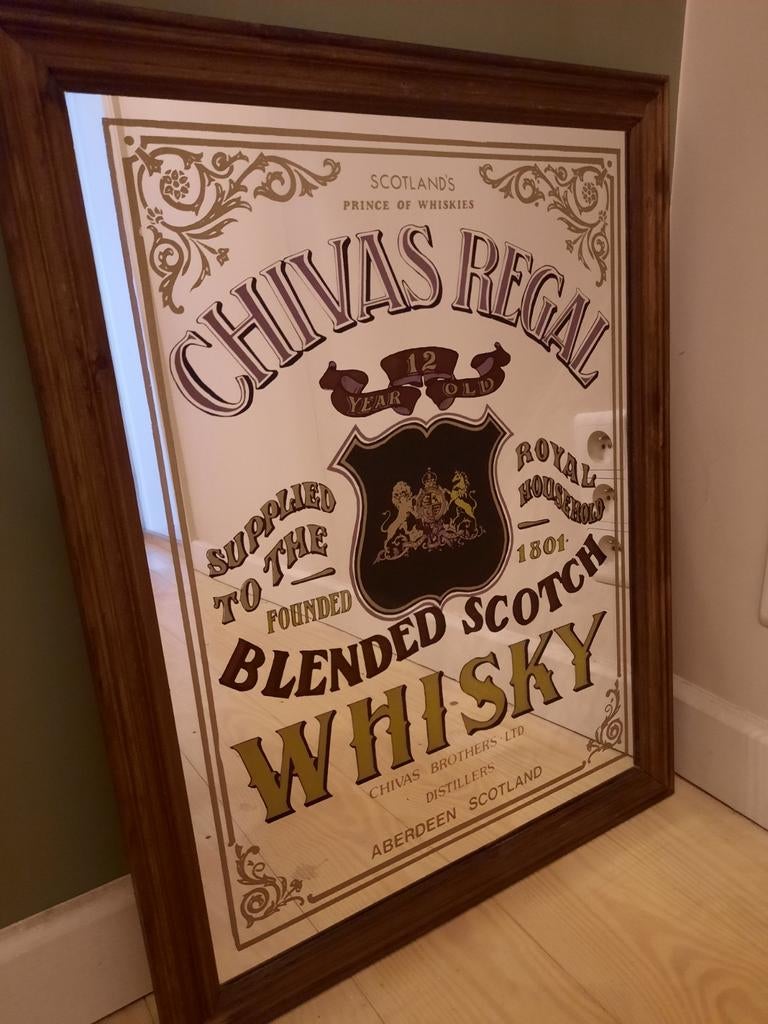 SCOTLAND'S
PRINCE OF WHISKIES
CHIVAS REGAL
12
YEAR OLD
SUPPLIED
TO THE
ROYAL
HOUSEHOLD
FOUNDED 1801
BLENDED SCOTCH
WHISKY
CHIVAS BROTHERS · LTD
DISTILLERS
ABERDEEN SCOTLAND